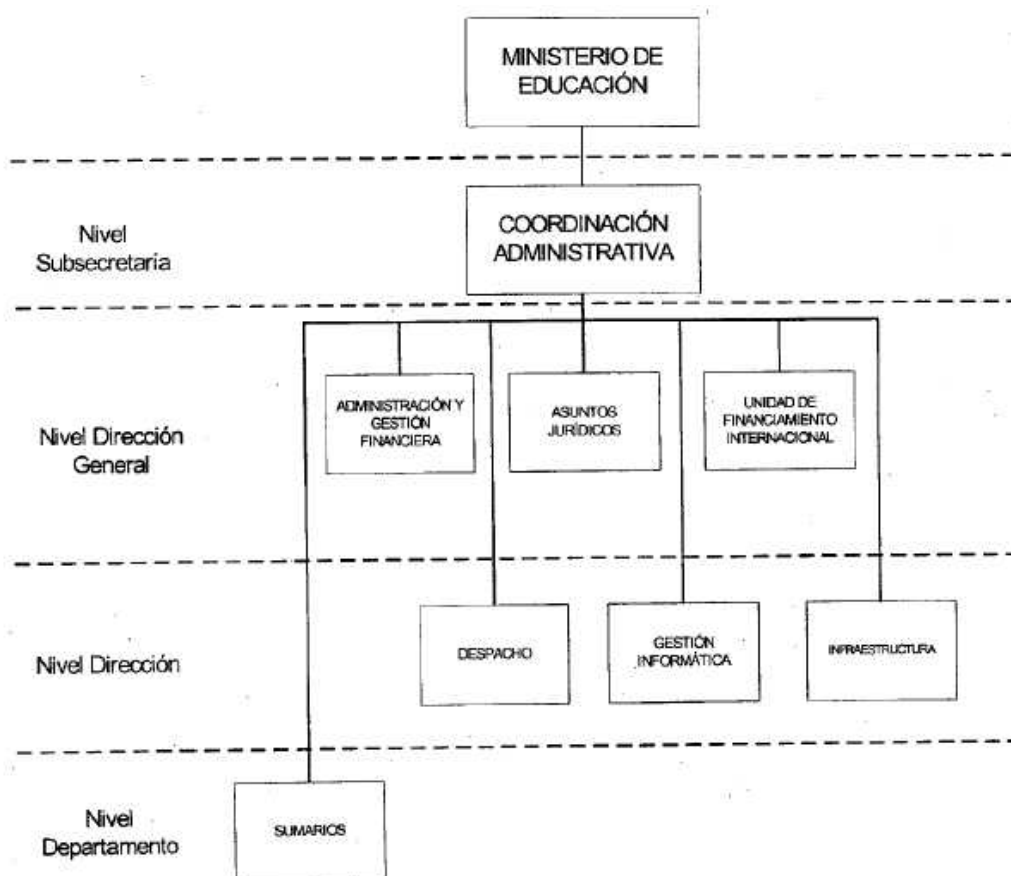 MINISTERIO DE
EDUCACIÓN
Nivel
Subsecretaría
COORDINACIÓN
ADMINISTRATIVA
Nivel Dirección
General
ADMINISTRACIÓN Y
GESTIÓN
FINANCIERA
ASUNTOS
JURÍDICOS
UNIDAD DE
FINANCIAMIENTO
INTERNACIONAL
Nivel Dirección
DESPACHO
GESTIÓN
INFORMÁTICA
INFRAESTRUCTURA
Nivel
Departamento
SUMARIOS